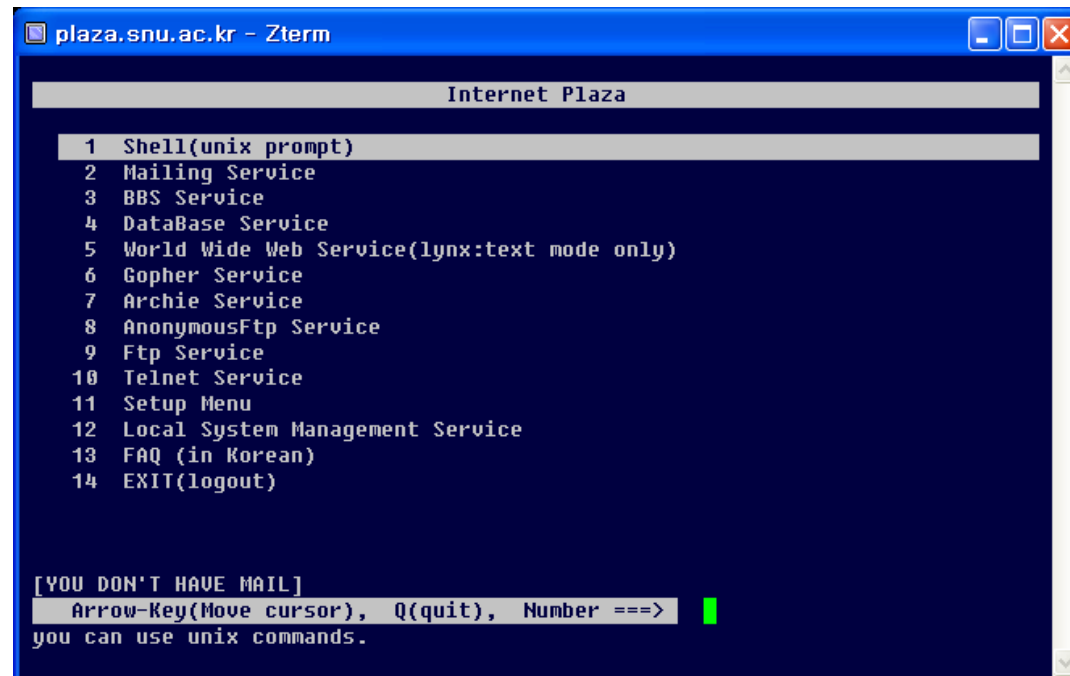 plaza.snu.ac.kr - Zterm
Internet Plaza
1 Shell(unix prompt)
2 Mailing Service
3 BBS Service
4 DataBase Service
5 World Wide Web Service(lynx:text mode only)
6 Gopher Service
7 Archie Service
8 AnonymousFtp Service
9 Ftp Service
10 Telnet Service
11 Setup Menu
12 Local System Management Service
13 FAQ (in Korean)
14 EXIT(logout)
[YOU DON'T HAVE MAIL]
Arrow-Key(Move cursor), Q(quit), Number ===>
you can use unix commands.